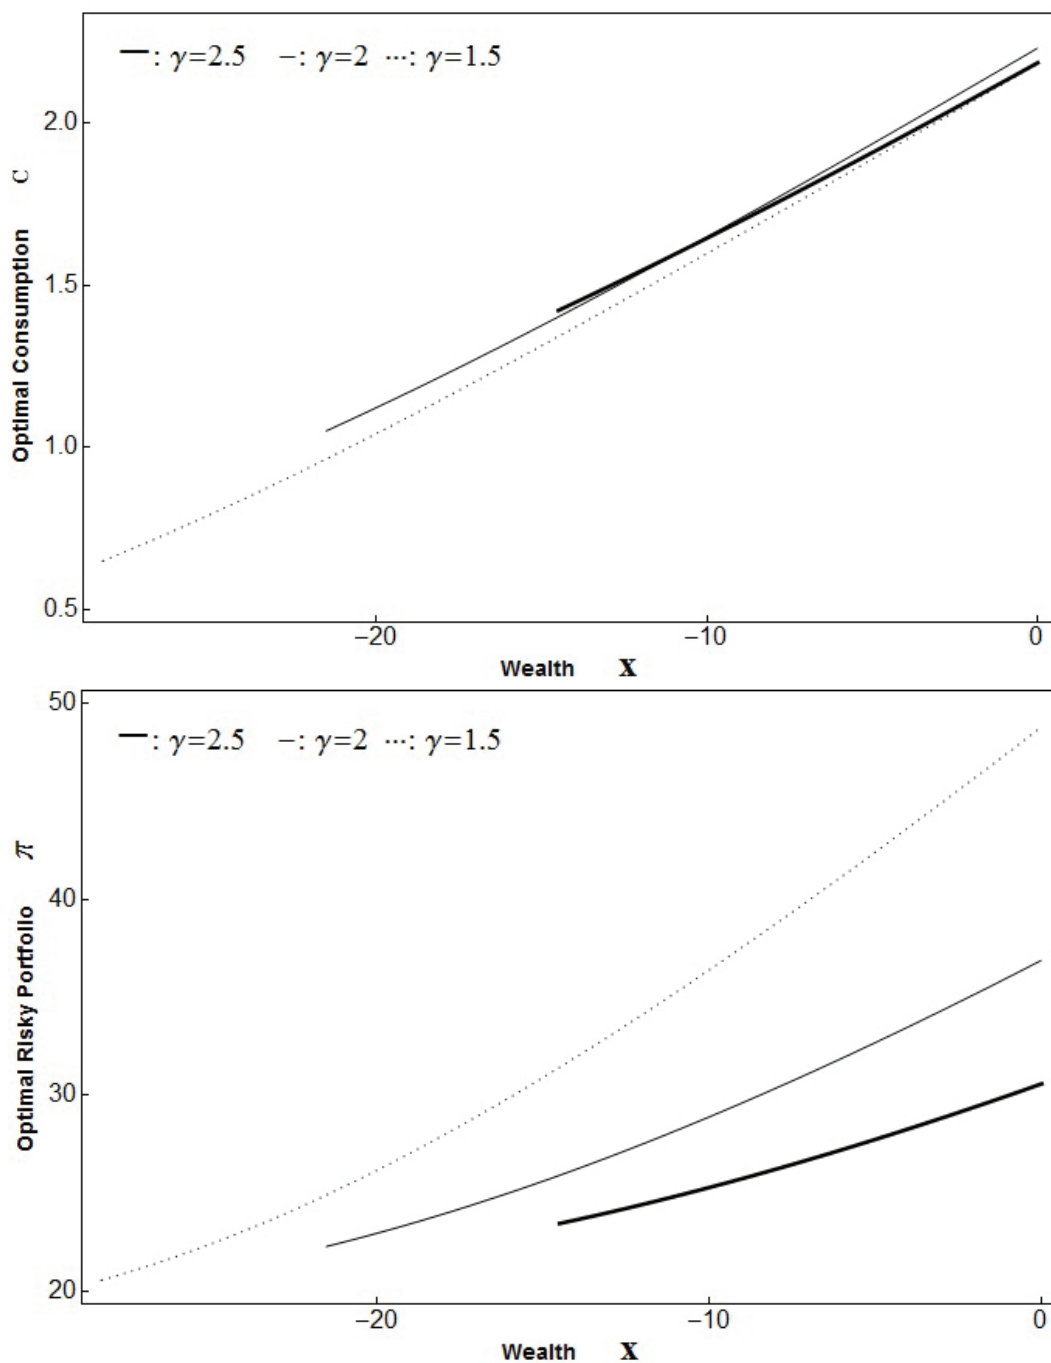 —: γ=2.5 –: γ=2 ···: γ=1.5
2.0
1.5
1.0
0.5
Optimal Consumption C
−20 −10 0
Wealth X
50
—: γ=2.5 –: γ=2 ···: γ=1.5
40
30
20
Optimal Risky Portfolio π
−20 −10 0
Wealth X